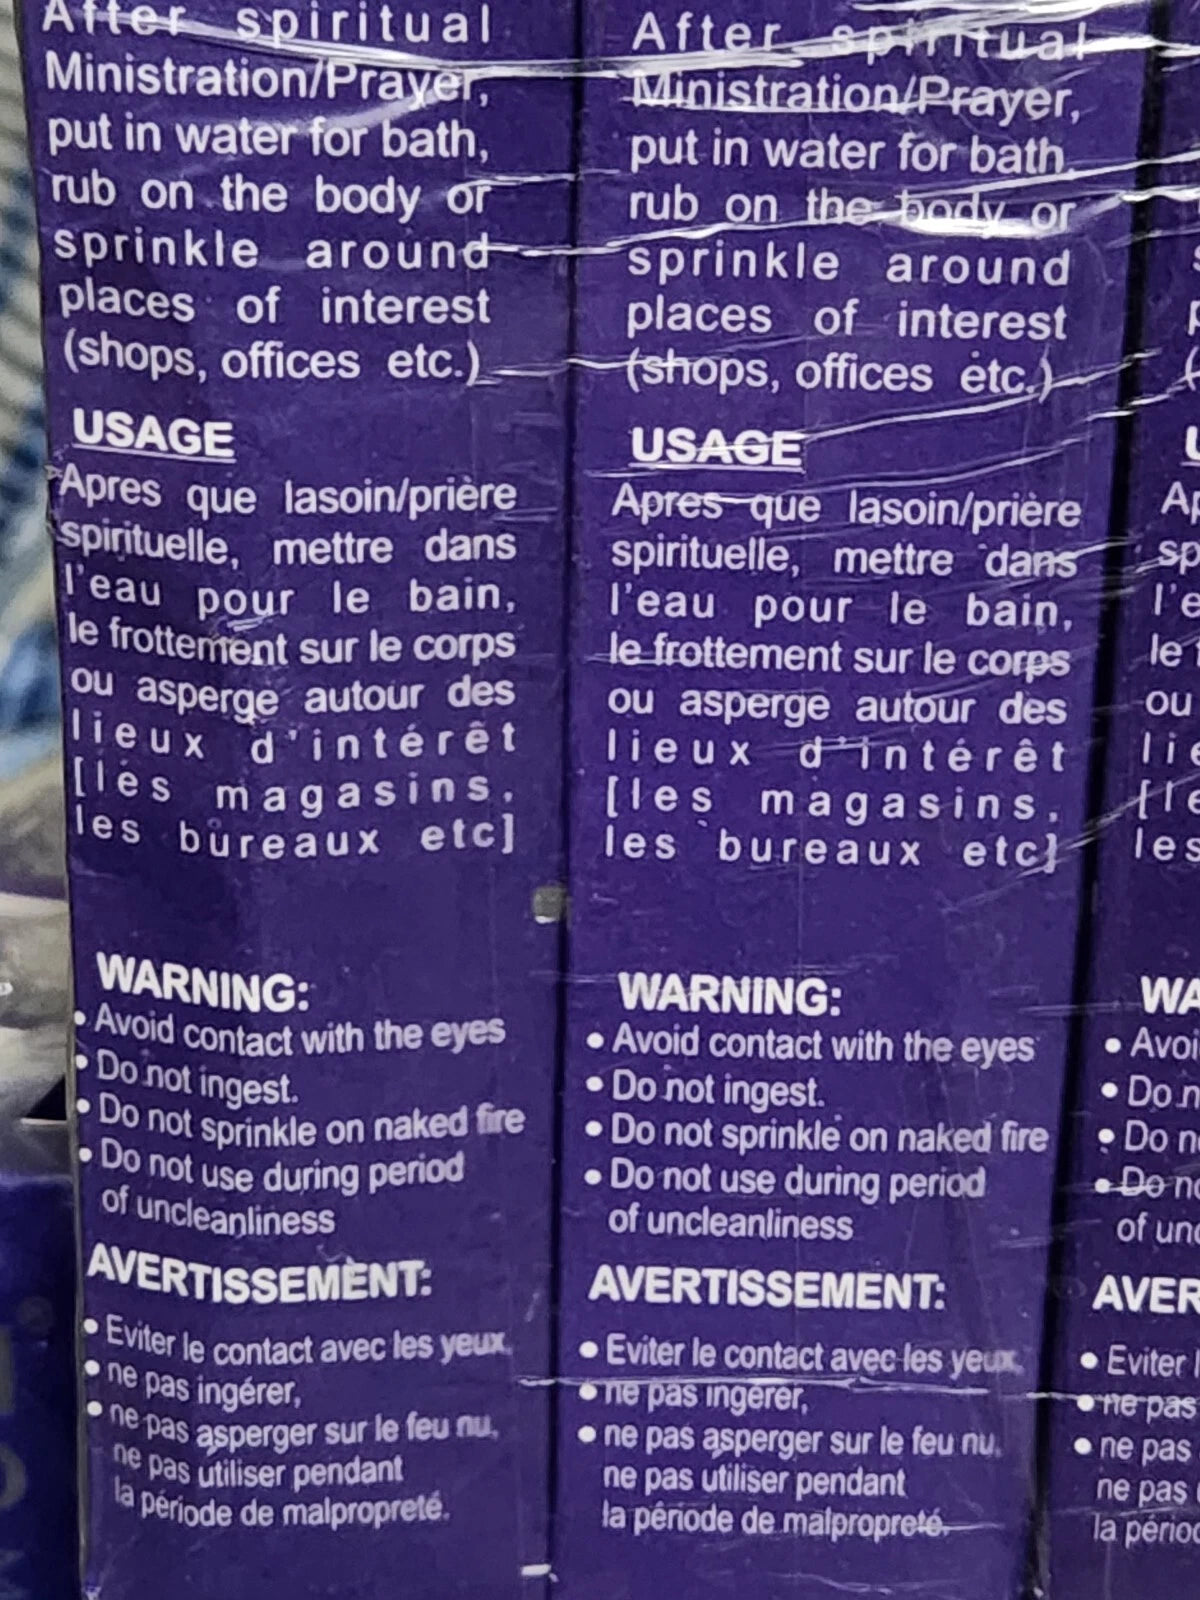 After spiritual
Ministration/Prayer,
put in water for bath,
rub on the body or
sprinkle around
places of interest
(shops, offices etc.)
USAGE
Apres que lasoin/prière
spirituelle, mettre dans
l'eau pour le bain,
le frottement sur le corps
ou asperge autour des
lieux d'intérêt
[les magasins,
les bureaux etc]
WARNING:
• Avoid contact with the eyes
• Do not ingest.
• Do not sprinkle on naked fire
• Do not use during period
of uncleanliness
AVERTISSEMENT:
• Eviter le contact avec les yeux,
• ne pas ingérer,
• ne pas asperger sur le feu nu,
ne pas utiliser pendant
la période de malpropreté.
After spiritual
Ministration/Prayer,
put in water for bath,
rub on the body or
sprinkle around
places of interest
(shops, offices etc.)
USAGE
Apres que lasoin/prière
spirituelle, mettre dans
l'eau pour le bain,
le frottement sur le corps
ou asperge autour des
lieux d'intérêt
[les magasins,
les bureaux etc]
WARNING:
• Avoid contact with the eyes
• Do not ingest.
• Do not sprinkle on naked fire
• Do not use during period
of uncleanliness
AVERTISSEMENT:
• Eviter le contact avec les yeux,
• ne pas ingérer,
• ne pas asperger sur le feu nu.
ne pas utiliser pendant
la période de malpropreté.
le
ou
les
• ne pas
• ne pas
ne pas